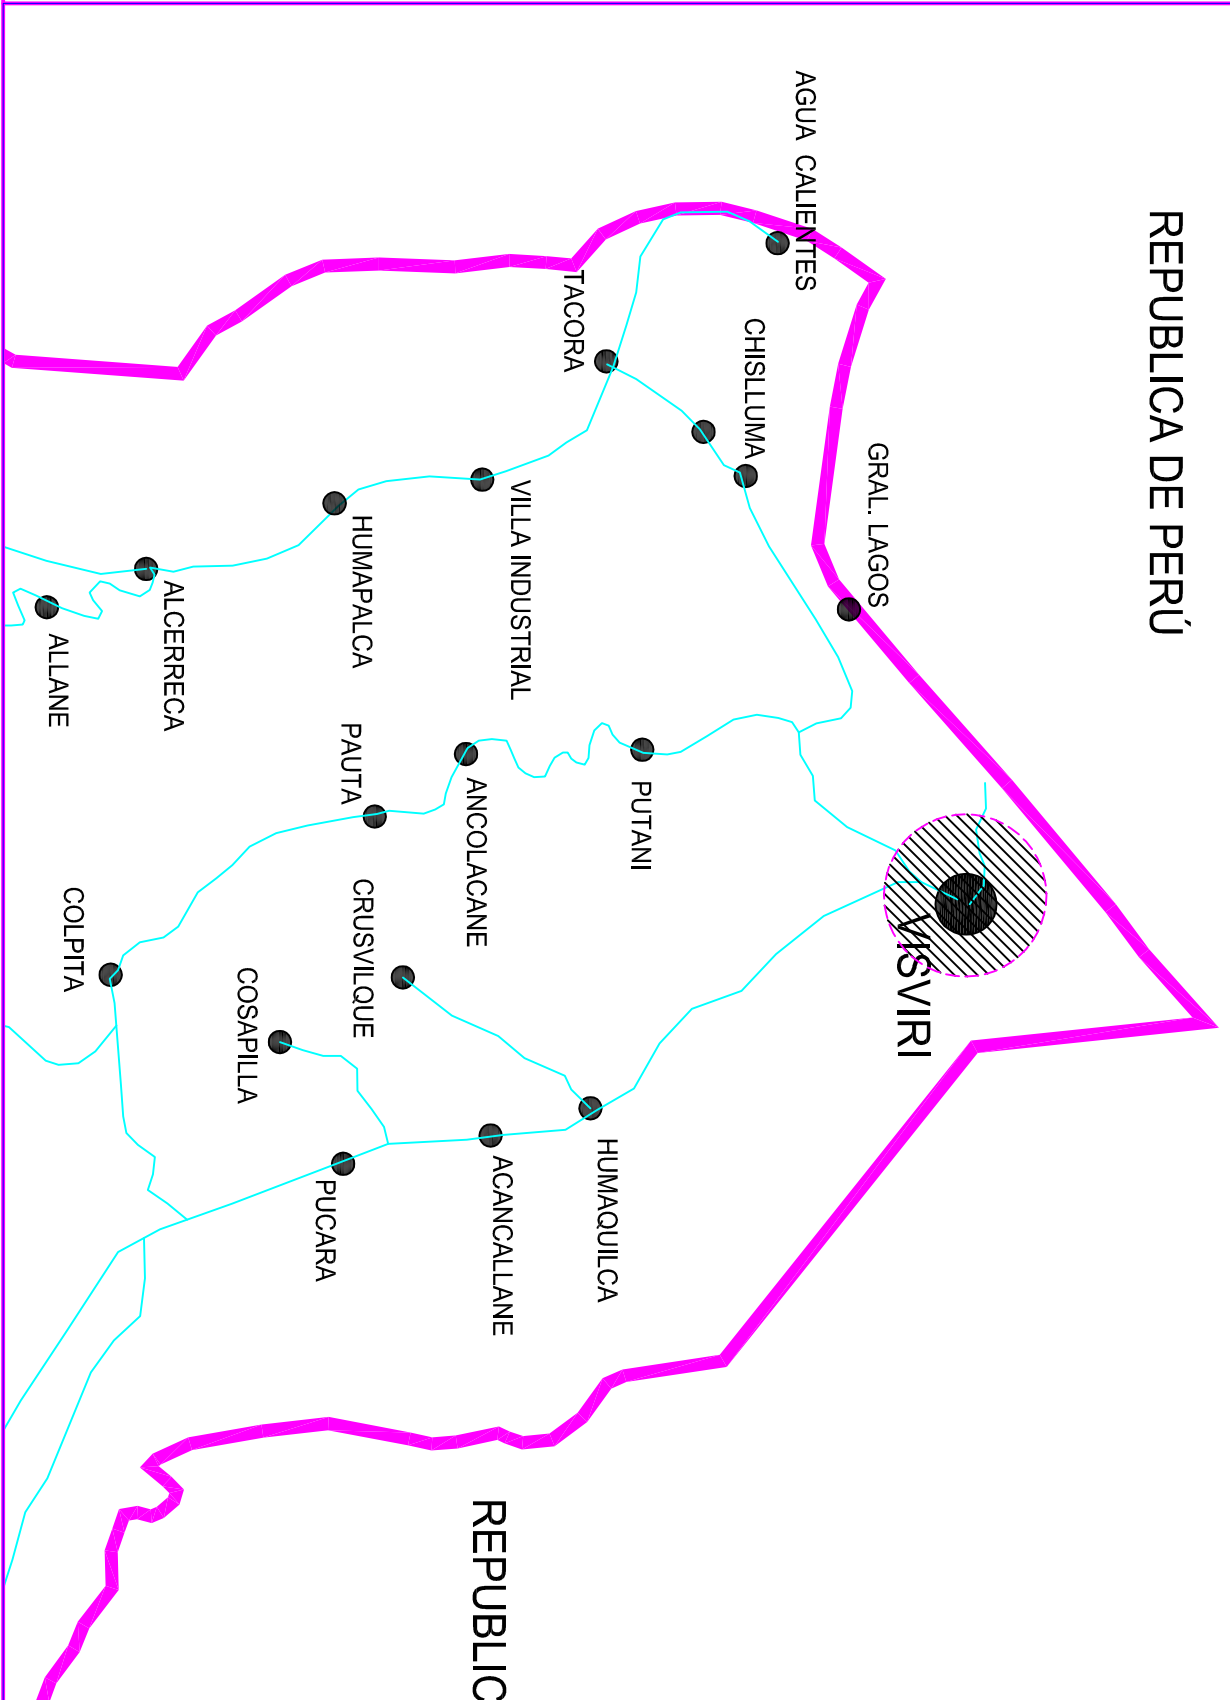 REPUBLICA DE PERÚ
AGUA CALIENTES
GRAL. LAGOS
CHISLLUMA
TACORA
VISVIRI
VILLA INDUSTRIAL
HUMAPALCA
ALCERRECA
ALLANE
PUTANI
ANCOLACANE
PAUTA
CRUSVILQUE
COLPITA
COSAPILLA
HUMAQUILCA
ACANCALLANE
PUCARA
REPUBLIC